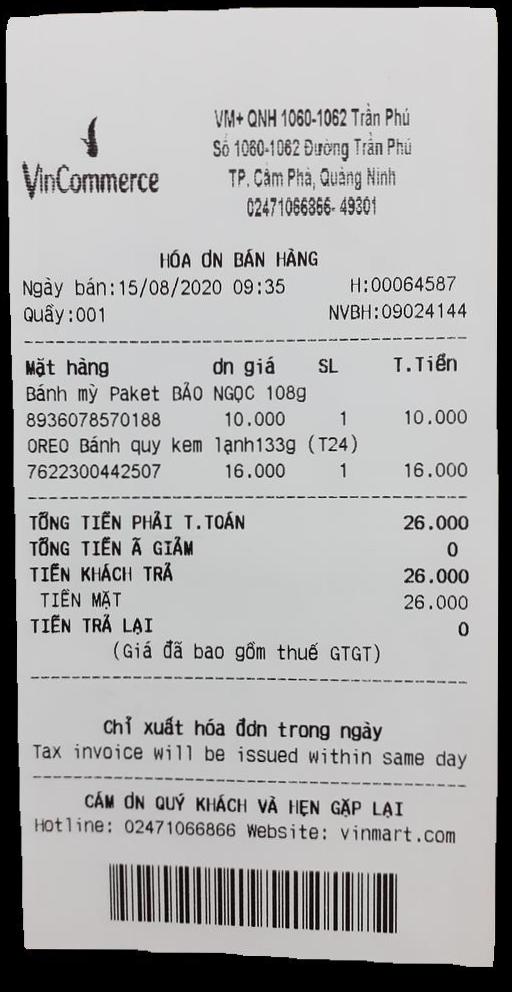 VinCommerce
VM+ QNH 1060-1062 Trần Phú
Số 1060-1062 Đường Trần Phú
TP. Cẩm Phả, Quảng Ninh
02471066866- 49301
HÓA ƠN BÁN HÀNG
Ngày bán:15/08/2020 09:35 H:00064587
Quầy:001 NVBH:09024144
Mặt hàng ơn giá SL T.Tiền
Bánh mỳ Paket BẢO NGỌC 108g
8936078570188 10.000 1 10.000
OREO Bánh quy kem lạnh133g (T24)
7622300442507 16.000 1 16.000
TỔNG TIỀN PHẢI T.TOÁN 26.000
TỔNG TIỀN Ã GIẢM 0
TIỀN KHÁCH TRẢ 26.000
TIỀN MẶT 26.000
TIỀN TRẢ LẠI 0
(Giá đã bao gồm thuế GTGT)
Chỉ xuất hóa đơn trong ngày
Tax invoice will be issued within same day
CÁM ƠN QUÝ KHÁCH VÀ HẸN GẶP LẠI
Hotline: 02471066866 Website: vinmart.com